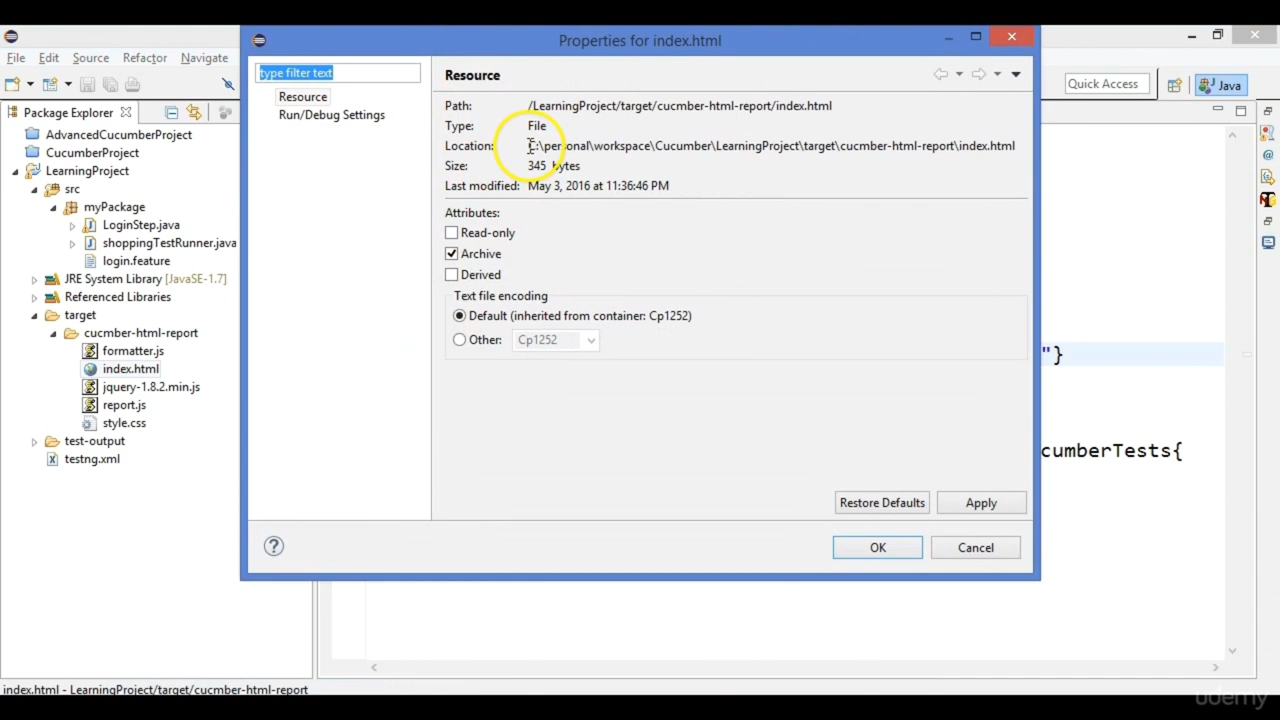 Properties for index.html
File Edit Source Refactor Navigate
Quick Access
Java
Package Explorer
AdvancedCucumberProject
CucumberProject
LearningProject
src
myPackage
LoginStep.java
shoppingTestRunner.java
login.feature
JRE System Library [JavaSE-1.7]
Referenced Libraries
target
cucmber-html-report
formatter.js
index.html
jquery-1.8.2.min.js
report.js
style.css
test-output
testng.xml
type filter text
Resource
Run/Debug Settings
Resource
Path: /LearningProject/target/cucmber-html-report/index.html
Type: File
Location: C:\personal\workspace\Cucumber\LearningProject\target\cucmber-html-report\index.html
Size: 345 bytes
Last modified: May 3, 2016 at 11:36:46 PM
Attributes:
Read-only
Archive
Derived
Text file encoding
Default (inherited from container: Cp1252)
Other: Cp1252
Restore Defaults Apply
OK Cancel
"}
cumberTests{
index.html - LearningProject/target/cucmber-html-report
udemy